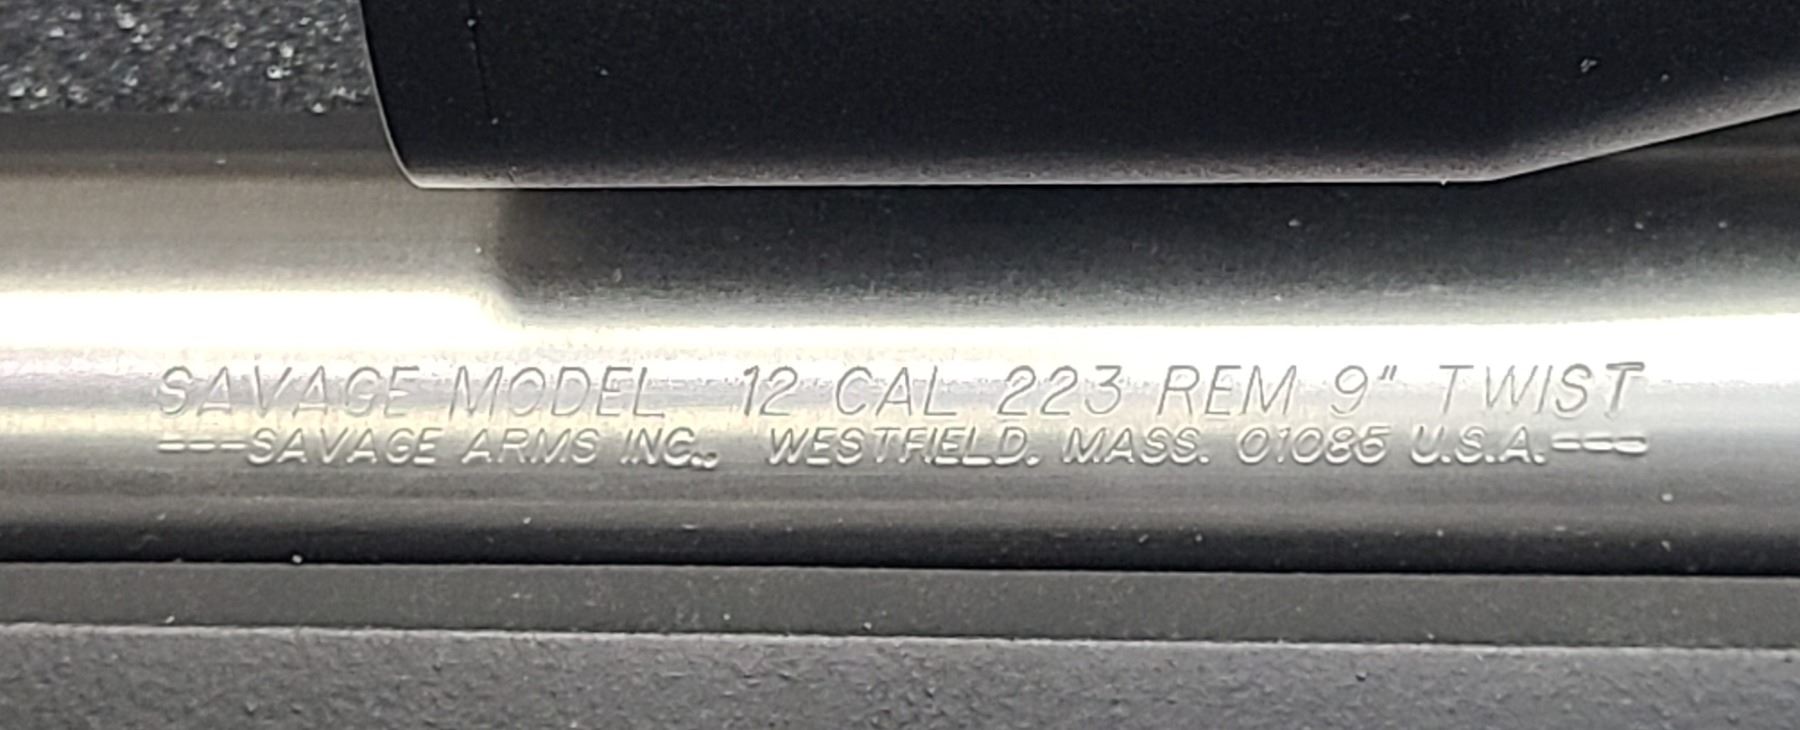 SAVAGE MODEL 12 CAL 223 REM 9" TWIST
---SAVAGE ARMS INC., WESTFIELD, MASS. 01085 U.S.A.---